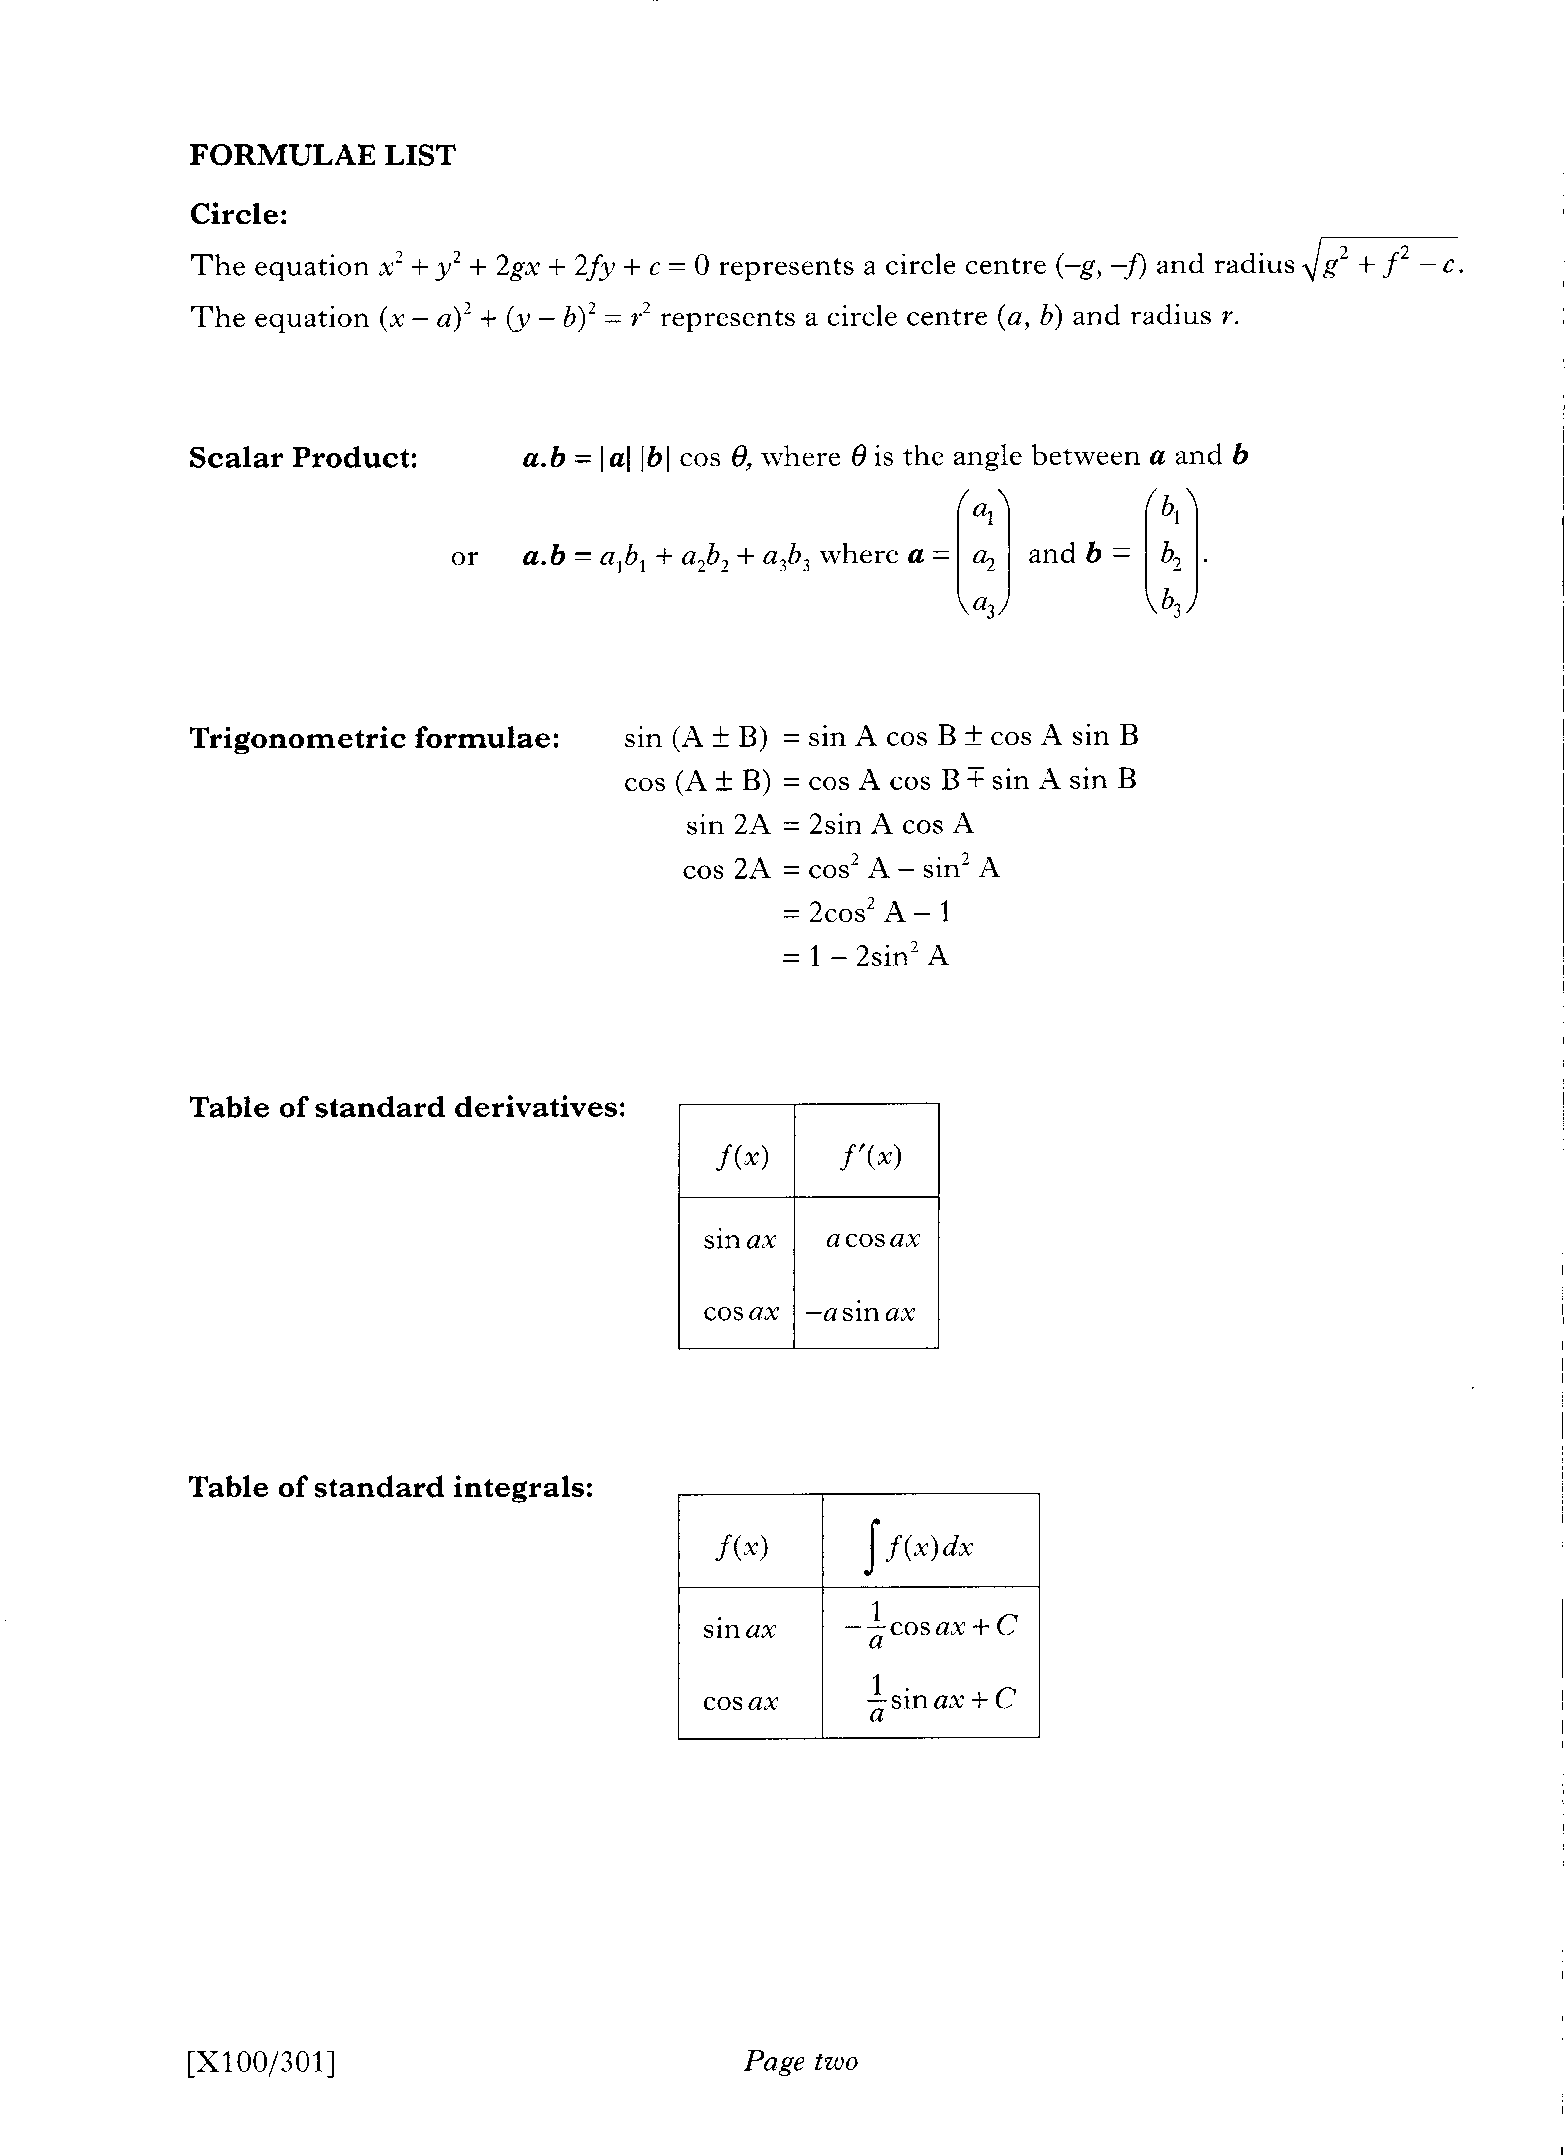 FORMULAE LIST
Circle:
The equation x² + y² + 2gx + 2fy + c = 0 represents a circle centre (–g, –f) and radius √(g² + f² – c).
The equation (x – a)² + (y – b)² = r² represents a circle centre (a, b) and radius r.
Scalar Product: a.b = |a| |b| cos θ, where θ is the angle between a and b
or a.b = a₁b₁ + a₂b₂ + a₃b₃ where a = (a₁ a₂ a₃) and b = (b₁ b₂ b₃).
Trigonometric formulae: sin (A ± B) = sin A cos B ± cos A sin B
cos (A ± B) = cos A cos B ∓ sin A sin B
sin 2A = 2sin A cos A
cos 2A = cos² A – sin² A
= 2cos² A – 1
= 1 – 2sin² A
Table of standard derivatives:
f(x) f′(x)
sin ax a cos ax
cos ax –a sin ax
Table of standard integrals:
f(x) ∫ f(x) dx
sin ax –1/a cos ax + C
cos ax 1/a sin ax + C
[X100/301] Page two